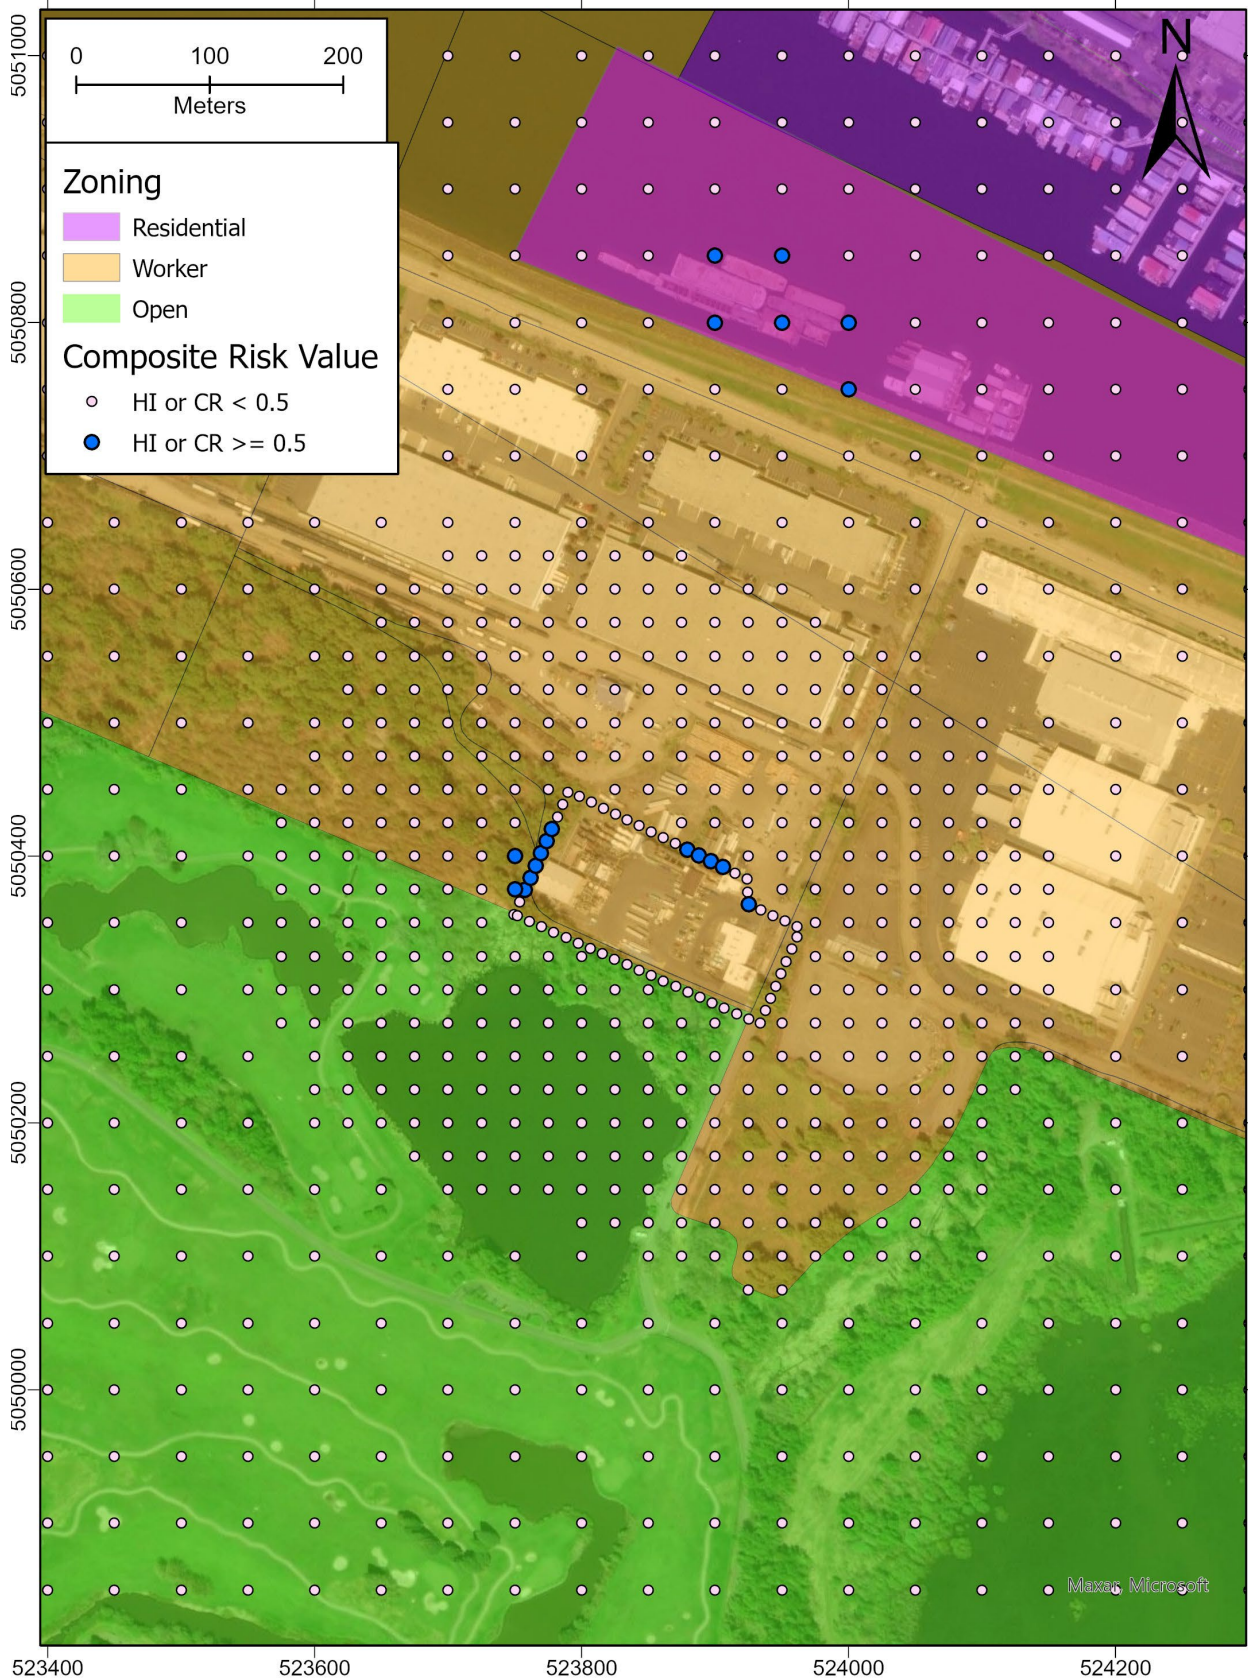 0 100 200
Meters
N
Zoning
Residential
Worker
Open
Composite Risk Value
HI or CR < 0.5
HI or CR >= 0.5
5051000
5050800
5050600
5050400
5050200
5050000
Maxar, Microsoft
523400 523600 523800 524000 524200